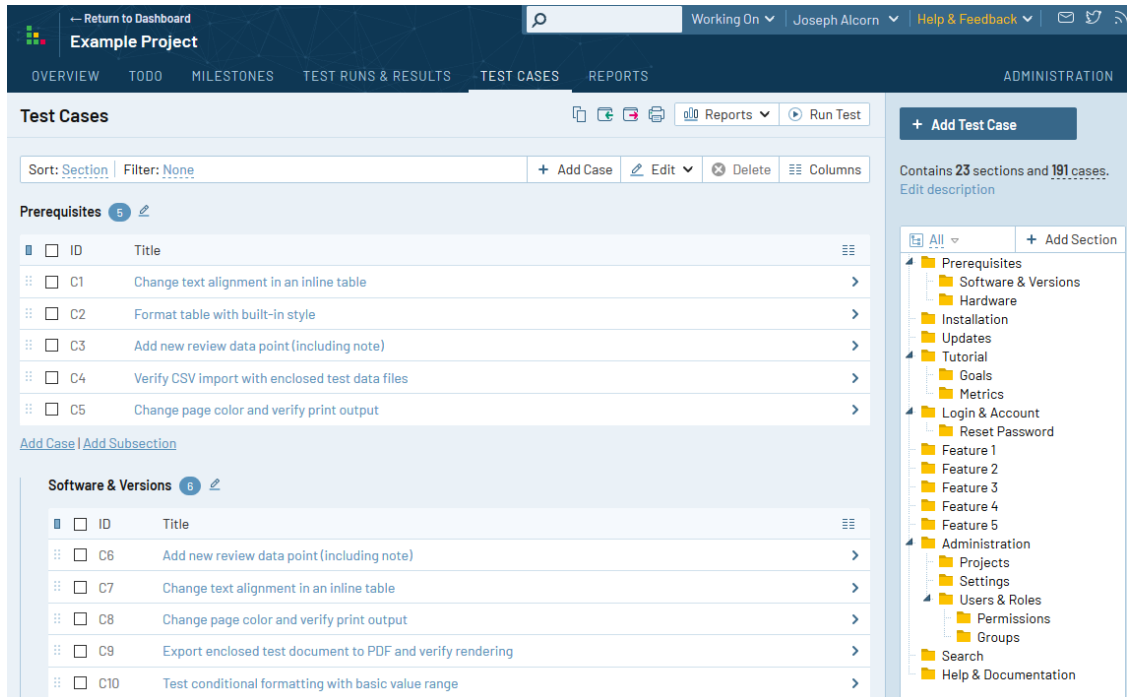 ← Return to Dashboard
Example Project
Working On
Joseph Alcorn
Help & Feedback
OVERVIEW TODO MILESTONES TEST RUNS & RESULTS TEST CASES REPORTS ADMINISTRATION
Test Cases
Reports
Run Test
Sort: Section | Filter: None
+ Add Case
Edit
Delete
Columns
Prerequisites 5
ID Title
C1 Change text alignment in an inline table
C2 Format table with built-in style
C3 Add new review data point (including note)
C4 Verify CSV import with enclosed test data files
C5 Change page color and verify print output
Add Case | Add Subsection
Software & Versions 6
ID Title
C6 Add new review data point (including note)
C7 Change text alignment in an inline table
C8 Change page color and verify print output
C9 Export enclosed test document to PDF and verify rendering
C10 Test conditional formatting with basic value range
+ Add Test Case
Contains 23 sections and 191 cases.
Edit description
All
+ Add Section
Prerequisites
Software & Versions
Hardware
Installation
Updates
Tutorial
Goals
Metrics
Login & Account
Reset Password
Feature 1
Feature 2
Feature 3
Feature 4
Feature 5
Administration
Projects
Settings
Users & Roles
Permissions
Groups
Search
Help & Documentation